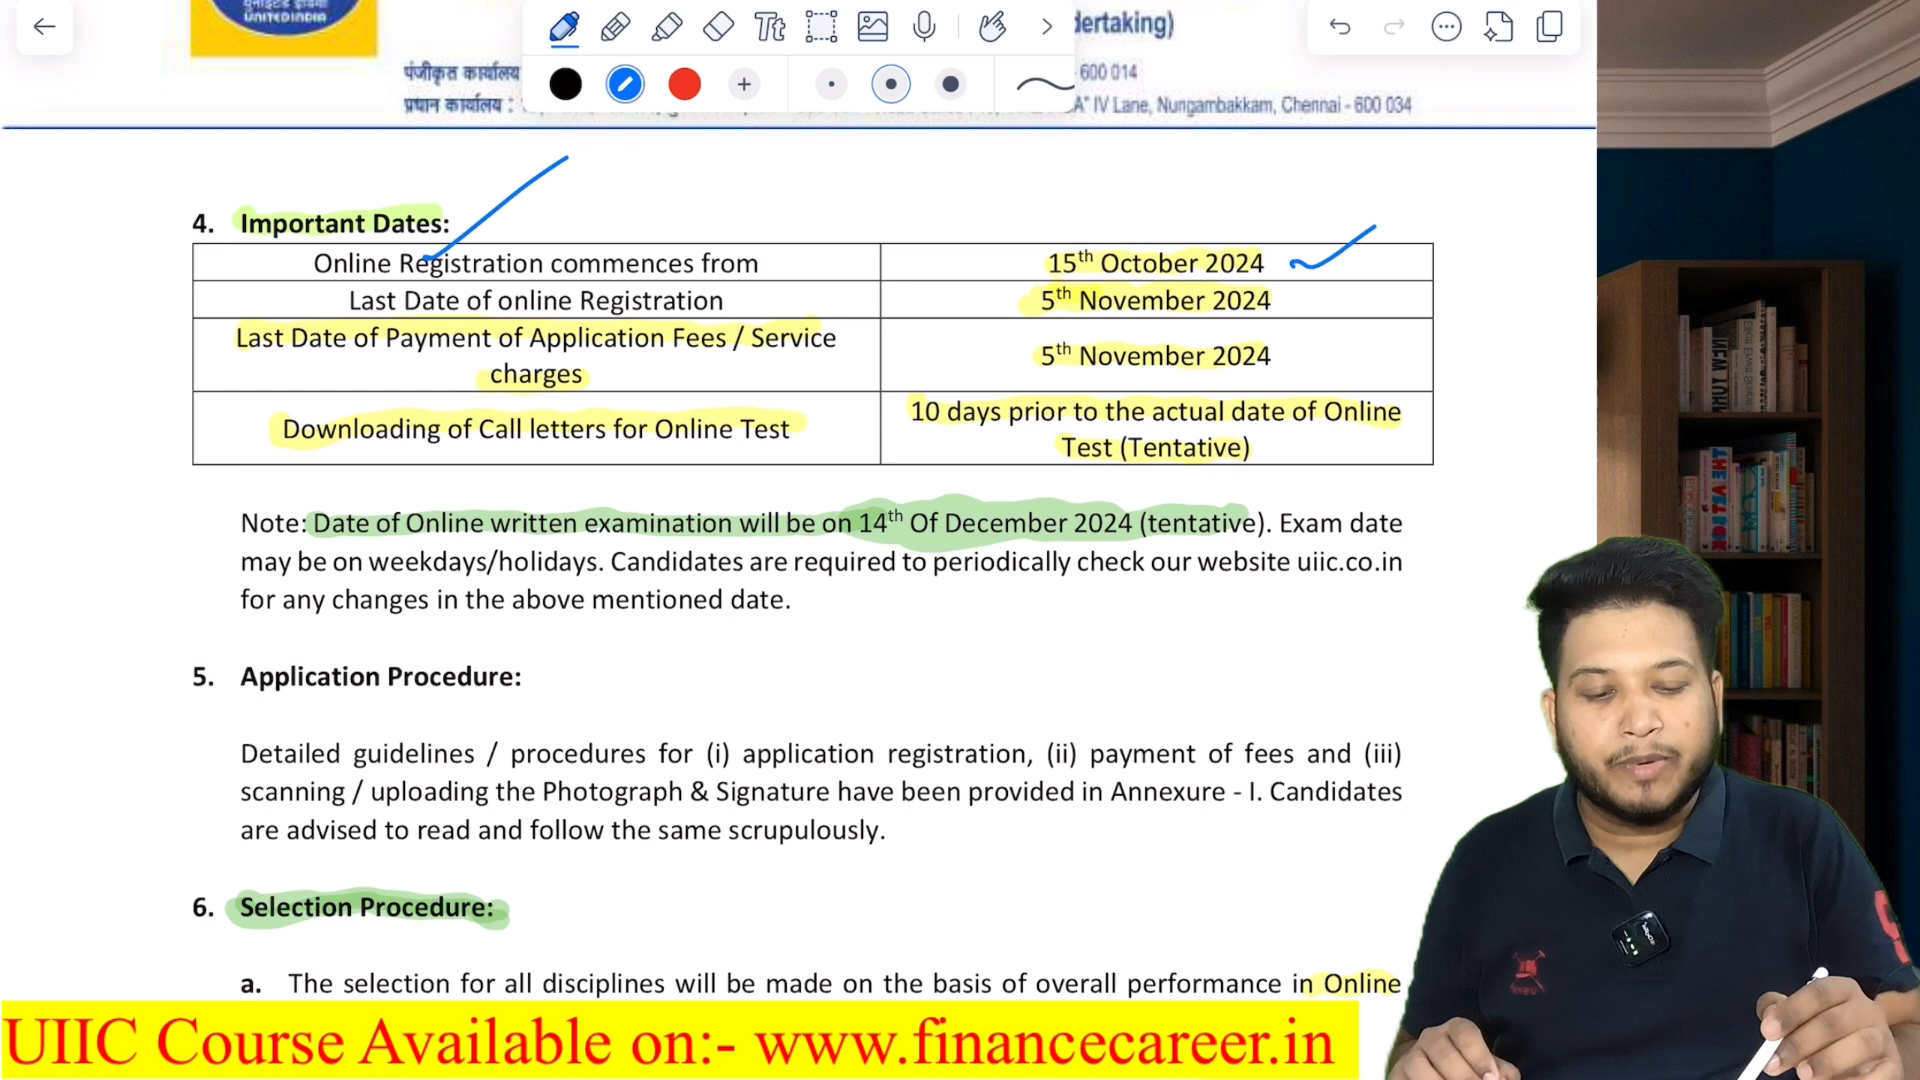 यूनाइटेड इंडिया
UNITED INDIA
Tt
dertaking)
पंजीकृत कार्यालय
600 014
प्रधान कार्यालय :
A" IV Lane, Nungambakkam, Chennai - 600 034
4. Important Dates:
Online Registration commences from 15th October 2024
Last Date of online Registration 5th November 2024
Last Date of Payment of Application Fees / Service
charges
5th November 2024
Downloading of Call letters for Online Test
10 days prior to the actual date of Online
Test (Tentative)
Note: Date of Online written examination will be on 14th Of December 2024 (tentative). Exam date
may be on weekdays/holidays. Candidates are required to periodically check our website uiic.co.in
for any changes in the above mentioned date.
5. Application Procedure:
Detailed guidelines / procedures for (i) application registration, (ii) payment of fees and (iii)
scanning / uploading the Photograph & Signature have been provided in Annexure - I. Candidates
are advised to read and follow the same scrupulously.
6. Selection Procedure:
a. The selection for all disciplines will be made on the basis of overall performance in Online
UIIC Course Available on:- www.financecareer.in